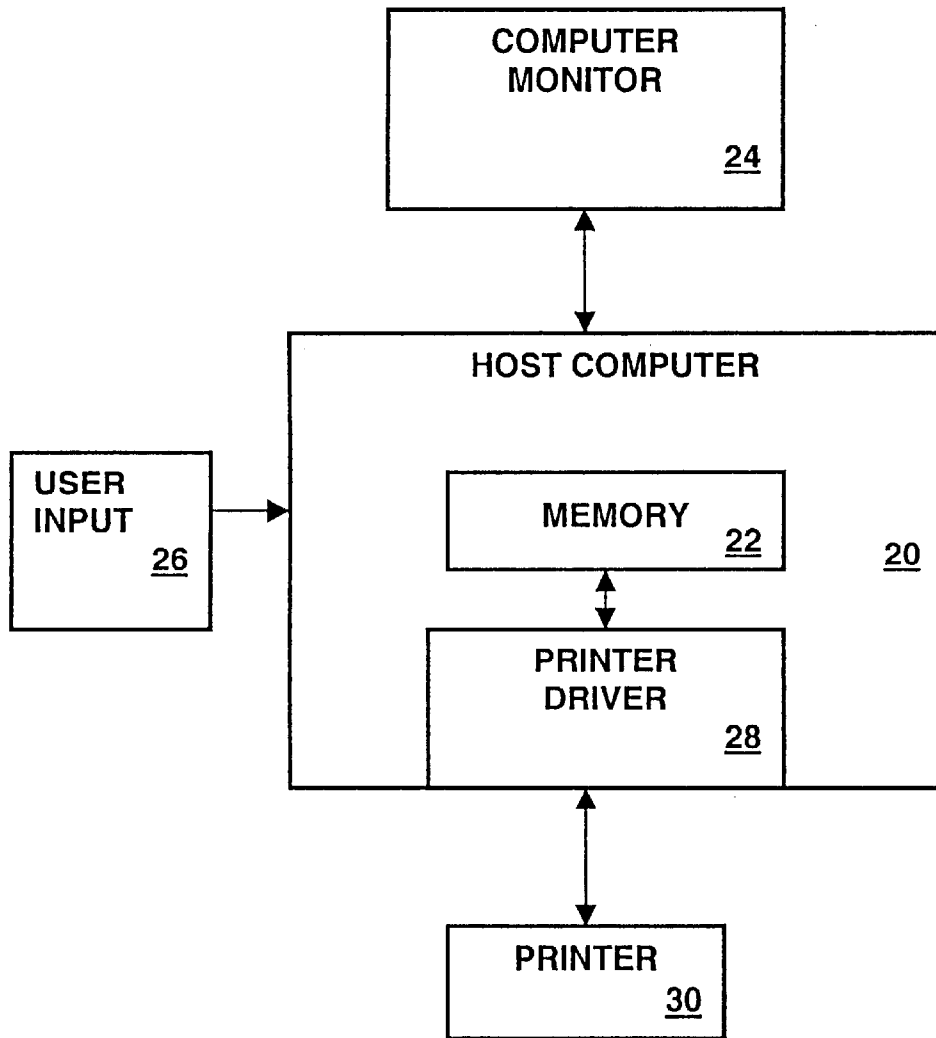 COMPUTER
MONITOR
24
HOST COMPUTER
USER
INPUT
26
MEMORY
22
20
PRINTER
DRIVER
28
PRINTER
30